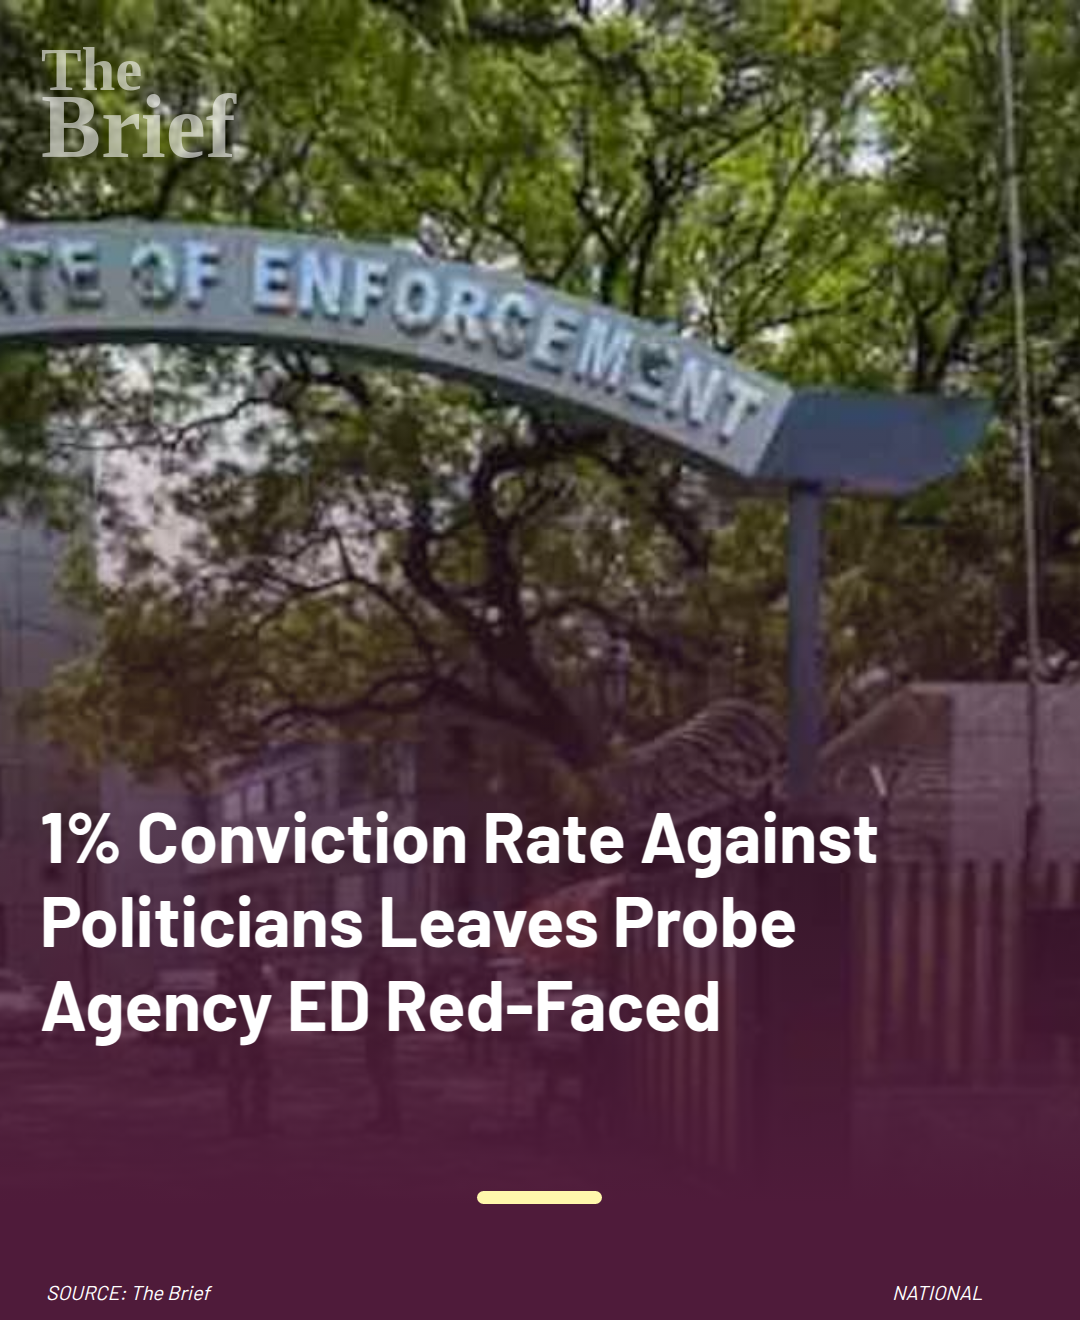 The
Brief
TE OF ENFORCEMENT
1% Conviction Rate Against
Politicians Leaves Probe
Agency ED Red-Faced
SOURCE: The Brief
NATIONAL